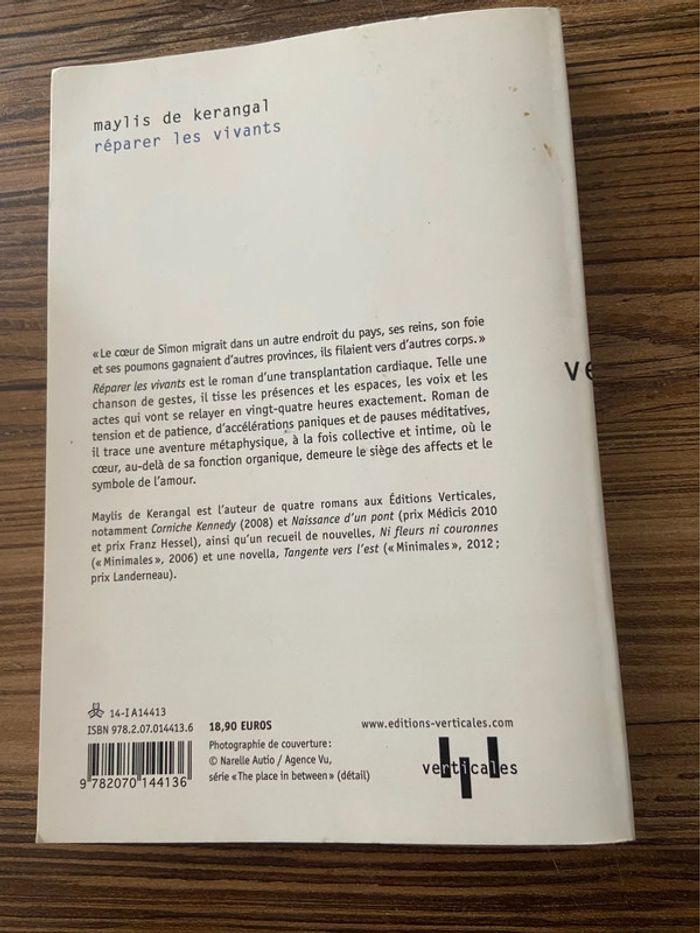 maylis de kerangal
réparer les vivants
« Le cœur de Simon migrait dans un autre endroit du pays, ses reins, son foie
et ses poumons gagnaient d'autres provinces, ils filaient vers d'autres corps. »
Réparer les vivants est le roman d'une transplantation cardiaque. Telle une
chanson de gestes, il tisse les présences et les espaces, les voix et les
actes qui vont se relayer en vingt-quatre heures exactement. Roman de
tension et de patience, d'accélérations paniques et de pauses méditatives,
il trace une aventure métaphysique, à la fois collective et intime, où le
cœur, au-delà de sa fonction organique, demeure le siège des affects et le
symbole de l'amour.
Maylis de Kerangal est l'auteur de quatre romans aux Éditions Verticales,
notamment Corniche Kennedy (2008) et Naissance d'un pont (prix Médicis 2010
et prix Franz Hessel), ainsi qu'un recueil de nouvelles, Ni fleurs ni couronnes
(« Minimales », 2006) et une novella, Tangente vers l'est (« Minimales », 2012 ;
prix Landerneau).
ve
14-I A14413
ISBN 978.2.07.014413.6
9 782070 144136
18,90 EUROS
Photographie de couverture :
© Narelle Autio / Agence Vu,
série « The place in between » (détail)
www.editions-verticales.com
verticales